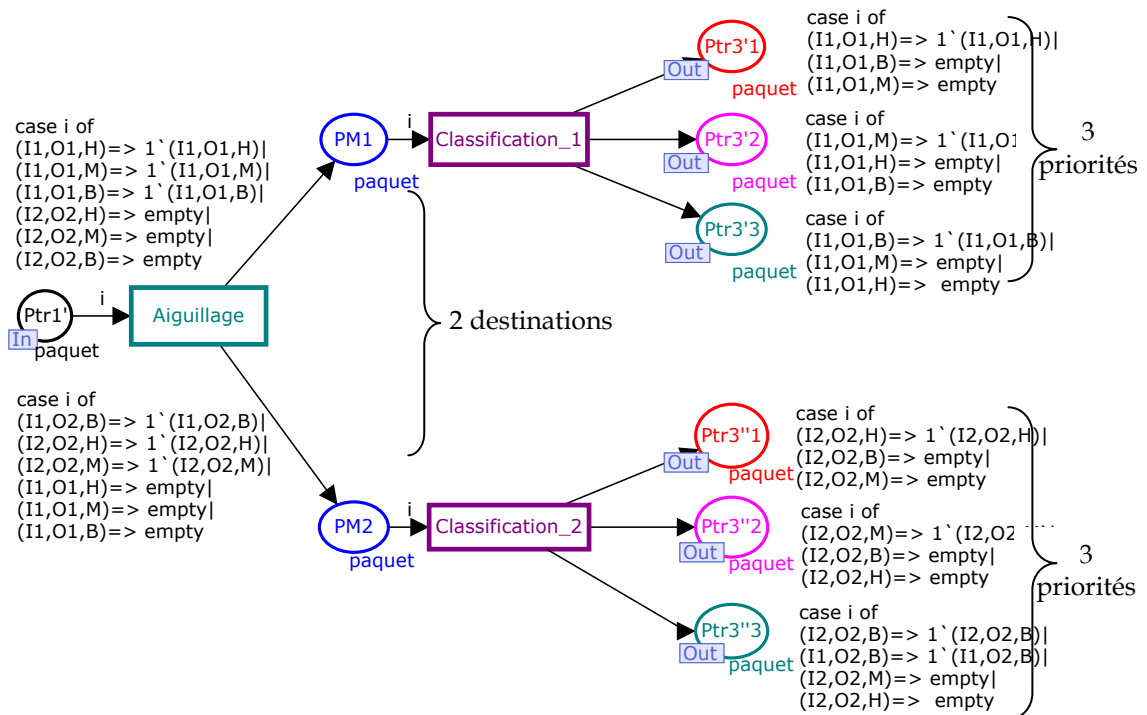 case i of
(I1,O1,H)=> 1`(I1,O1,H)|
(I1,O1,M)=> 1`(I1,O1,M)|
(I1,O1,B)=> 1`(I1,O1,B)|
(I2,O2,H)=> empty|
(I2,O2,M)=> empty|
(I2,O2,B)=> empty
Ptr1'
In
paquet
i
Aiguillage
case i of
(I1,O2,B)=> 1`(I1,O2,B)|
(I2,O2,H)=> 1`(I2,O2,H)|
(I2,O2,M)=> 1`(I2,O2,M)|
(I1,O1,H)=> empty|
(I1,O1,M)=> empty|
(I1,O1,B)=> empty
PM1
paquet
i
Classification_1
2 destinations
PM2
paquet
i
Classification_2
Ptr3'1
Out
paquet
case i of
(I1,O1,H)=> 1`(I1,O1,H)|
(I1,O1,B)=> empty|
(I1,O1,M)=> empty
Ptr3'2
Out
paquet
case i of
(I1,O1,M)=> 1`(I1,O1
(I1,O1,H)=> empty|
(I1,O1,B)=> empty
Ptr3'3
Out
paquet
case i of
(I1,O1,B)=> 1`(I1,O1,B)|
(I1,O1,M)=> empty|
(I1,O1,H)=> empty
3
priorités
Ptr3''1
Out
paquet
case i of
(I2,O2,H)=> 1`(I2,O2,H)|
(I2,O2,B)=> empty|
(I2,O2,M)=> empty
Ptr3''2
Out
paquet
case i of
(I2,O2,M)=> 1`(I2,O2
(I2,O2,B)=> empty|
(I2,O2,H)=> empty
Ptr3''3
Out
paquet
case i of
(I2,O2,B)=> 1`(I2,O2,B)|
(I1,O2,B)=> 1`(I1,O2,B)|
(I2,O2,M)=> empty|
(I2,O2,H)=> empty
3
priorités